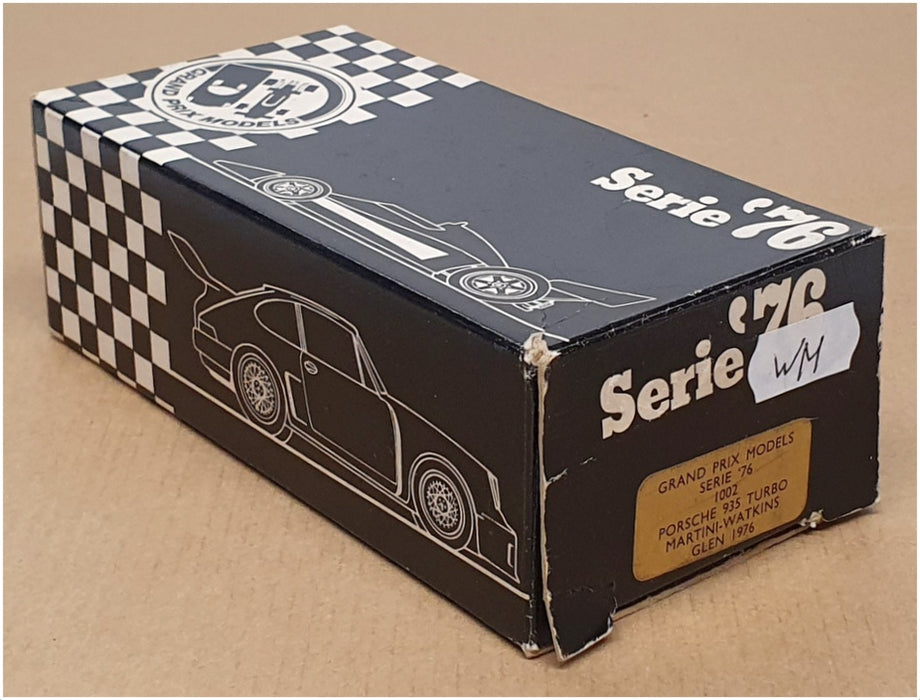 GRAND PRIX MODELS
Serie '76
Serie '76
WM
GRAND PRIX MODELS
SERIE '76
1002
PORSCHE 935 TURBO
MARTINI-WATKINS
GLEN 1976